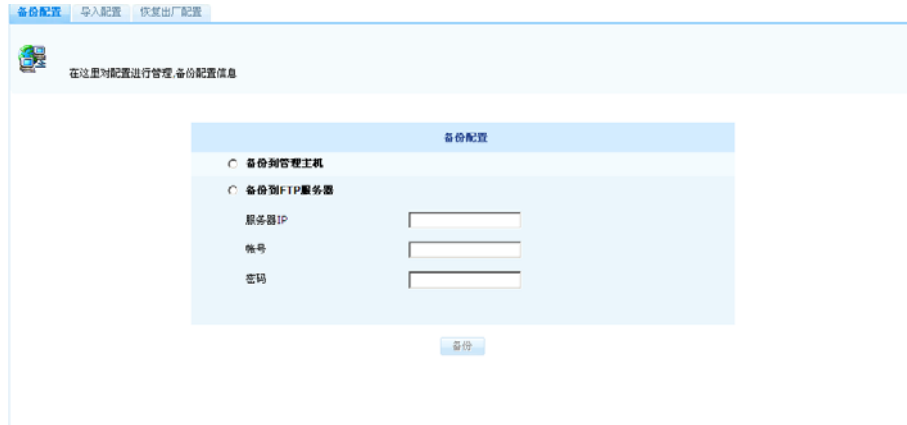 备份配置 导入配置 恢复出厂配置
在这里对配置进行管理,备份配置信息
备份配置
备份到管理主机
备份到FTP服务器
服务器IP
帐号
密码
备份